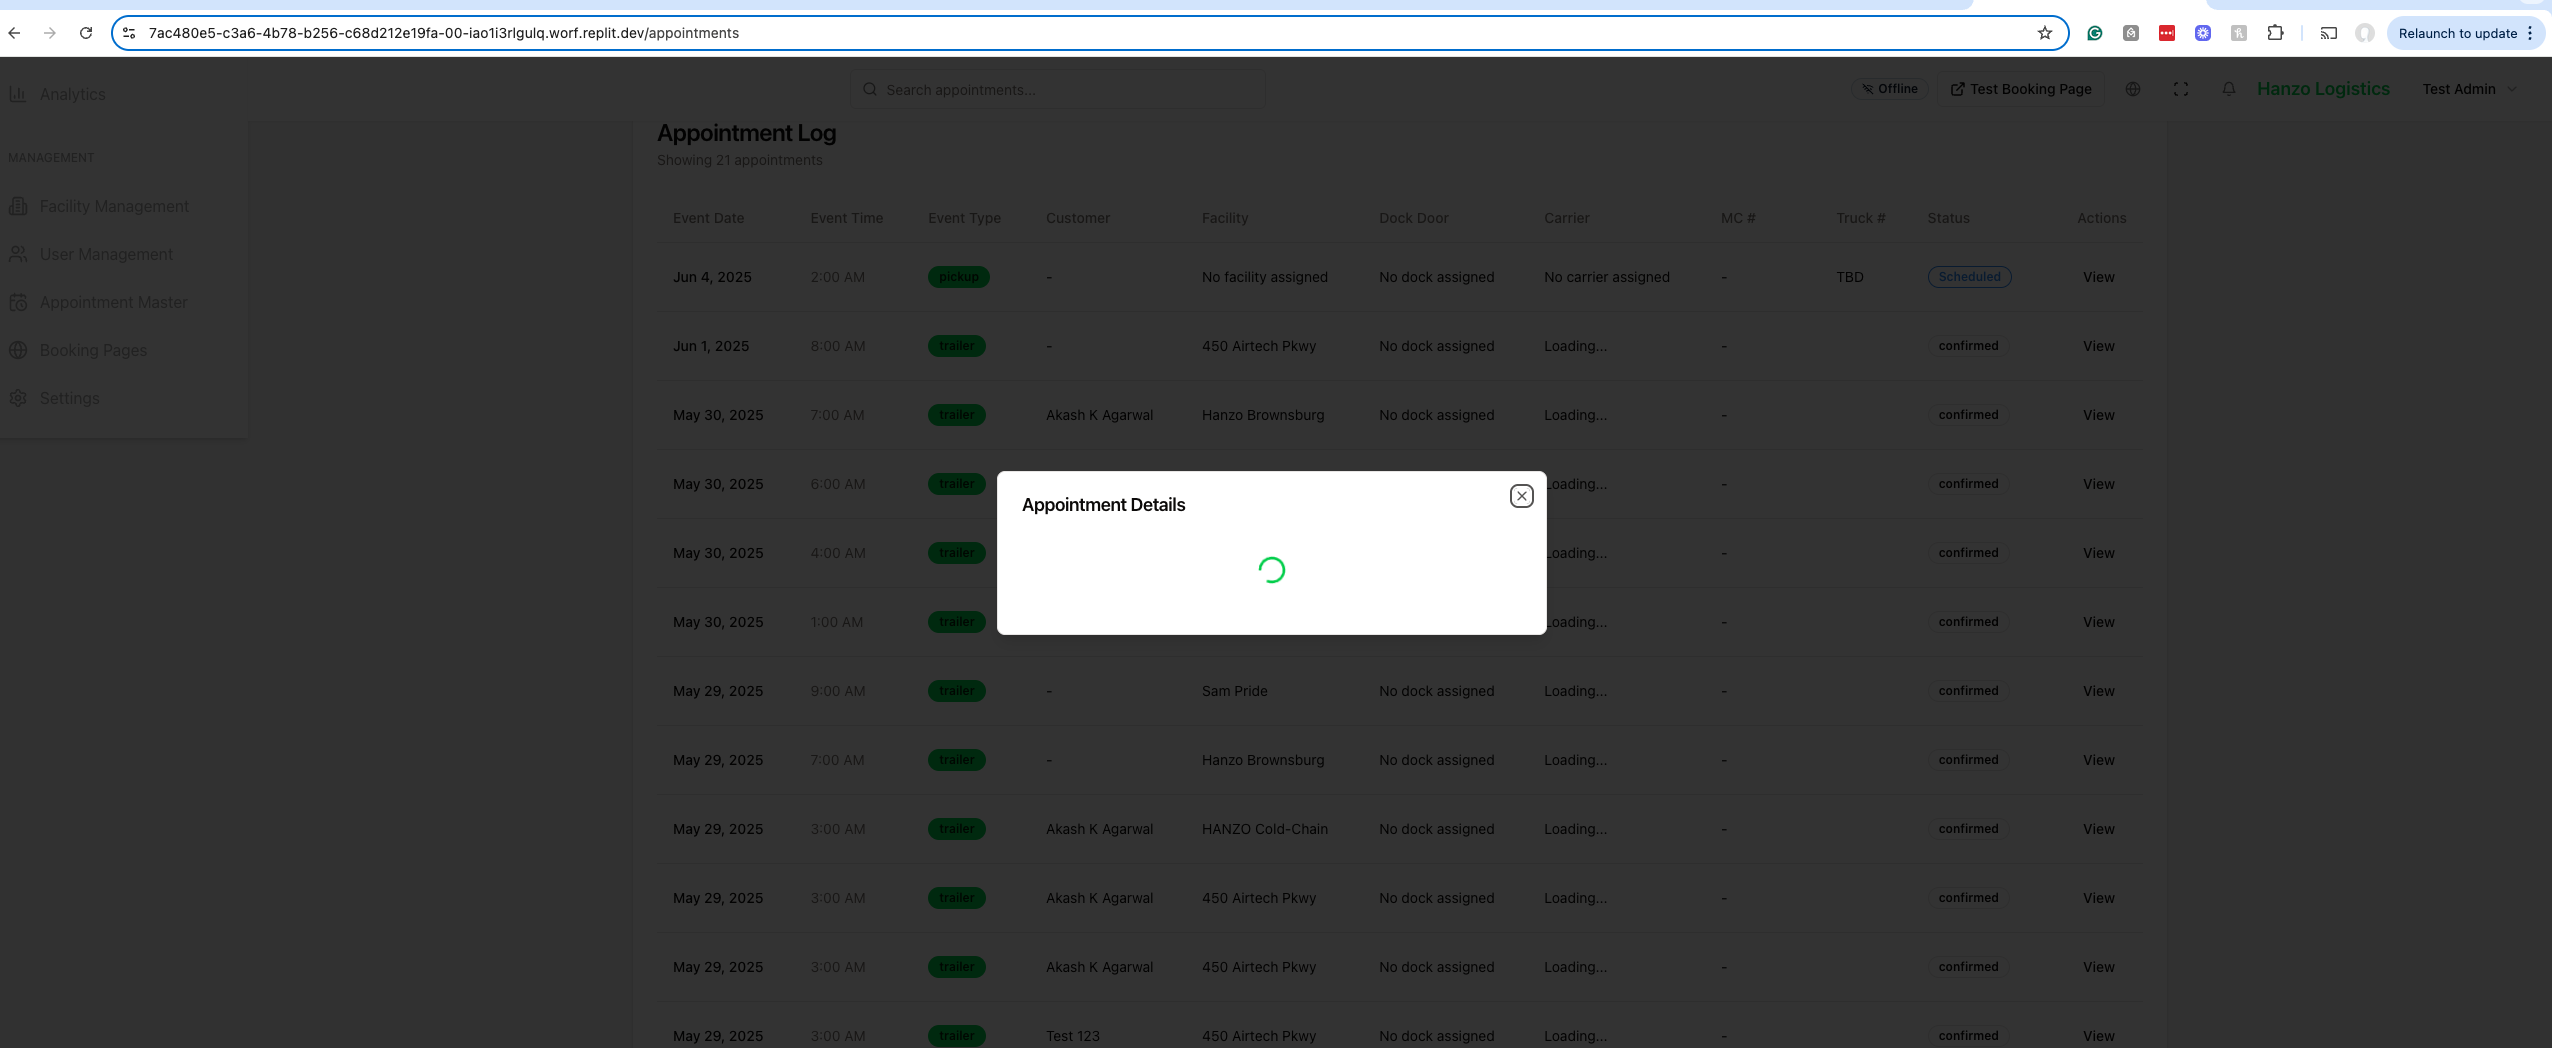 7ac480e5-c3a6-4b78-b256-c68d212e19fa-00-iao1i3rlgulq.worf.replit.dev/appointments
Relaunch to update
Analytics
Search appointments...
Offline
Test Booking Page
Hanzo Logistics
Test Admin
MANAGEMENT
Facility Management
User Management
Appointment Master
Booking Pages
Settings
Appointment Log
Showing 21 appointments
Event Date Event Time Event Type Customer Facility Dock Door Carrier MC # Truck # Status Actions
Jun 4, 2025 2:00 AM pickup - No facility assigned No dock assigned No carrier assigned - TBD Scheduled View
Jun 1, 2025 8:00 AM trailer - 450 Airtech Pkwy No dock assigned Loading... - confirmed View
May 30, 2025 7:00 AM trailer Akash K Agarwal Hanzo Brownsburg No dock assigned Loading... - confirmed View
May 30, 2025 6:00 AM trailer Loading... - confirmed View
May 30, 2025 4:00 AM trailer Loading... - confirmed View
May 30, 2025 1:00 AM trailer Loading... - confirmed View
May 29, 2025 9:00 AM trailer - Sam Pride No dock assigned Loading... - confirmed View
May 29, 2025 7:00 AM trailer - Hanzo Brownsburg No dock assigned Loading... - confirmed View
May 29, 2025 3:00 AM trailer Akash K Agarwal HANZO Cold-Chain No dock assigned Loading... - confirmed View
May 29, 2025 3:00 AM trailer Akash K Agarwal 450 Airtech Pkwy No dock assigned Loading... - confirmed View
May 29, 2025 3:00 AM trailer Akash K Agarwal 450 Airtech Pkwy No dock assigned Loading... - confirmed View
May 29, 2025 3:00 AM trailer Test 123 450 Airtech Pkwy No dock assigned Loading... - confirmed View
Appointment Details